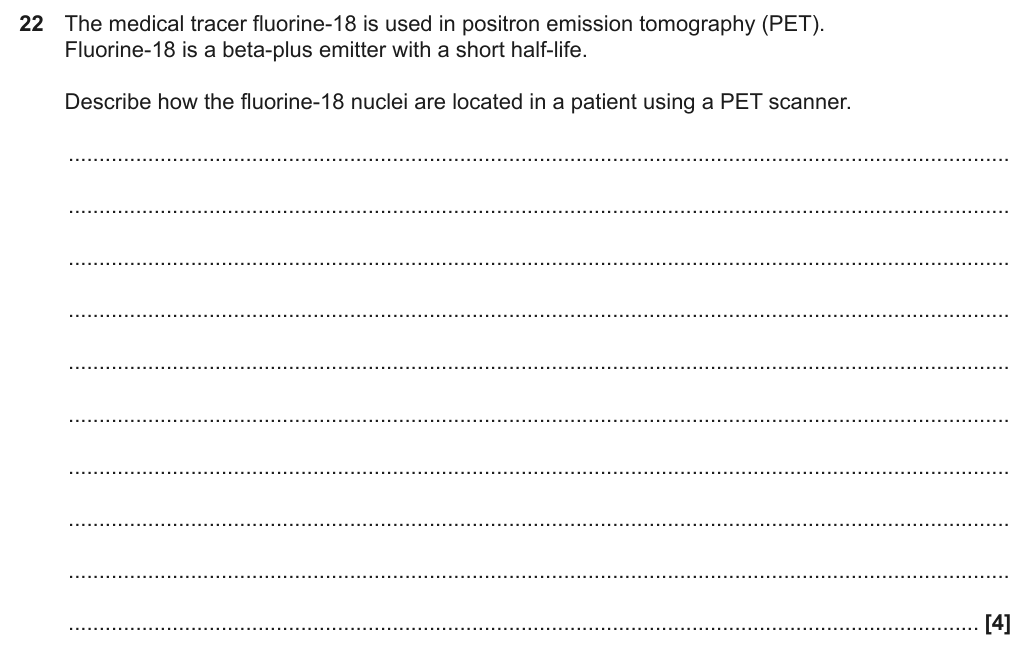 22 The medical tracer fluorine-18 is used in positron emission tomography (PET).
Fluorine-18 is a beta-plus emitter with a short half-life.
Describe how the fluorine-18 nuclei are located in a patient using a PET scanner.
[4]